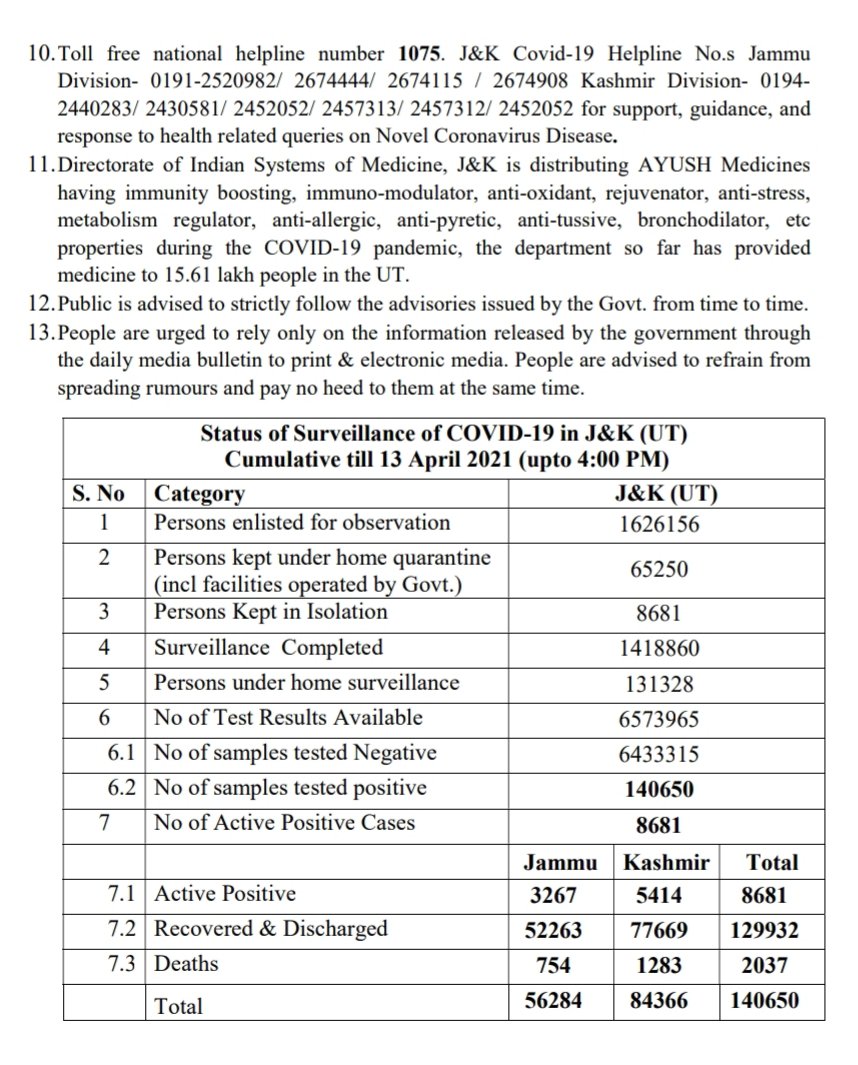 10. Toll free national helpline number 1075. J&K Covid-19 Helpline No.s Jammu
Division- 0191-2520982/ 2674444/ 2674115 / 2674908 Kashmir Division- 0194-
2440283/ 2430581/ 2452052/ 2457313/ 2457312/ 2452052 for support, guidance, and
response to health related queries on Novel Coronavirus Disease.
11. Directorate of Indian Systems of Medicine, J&K is distributing AYUSH Medicines
having immunity boosting, immuno-modulator, anti-oxidant, rejuvenator, anti-stress,
metabolism regulator, anti-allergic, anti-pyretic, anti-tussive, bronchodilator, etc
properties during the COVID-19 pandemic, the department so far has provided
medicine to 15.61 lakh people in the UT.
12. Public is advised to strictly follow the advisories issued by the Govt. from time to time.
13. People are urged to rely only on the information released by the government through
the daily media bulletin to print & electronic media. People are advised to refrain from
spreading rumours and pay no heed to them at the same time.
Status of Surveillance of COVID-19 in J&K (UT)
Cumulative till 13 April 2021 (upto 4:00 PM)
S. No Category J&K (UT)
1 Persons enlisted for observation 1626156
2 Persons kept under home quarantine
(incl facilities operated by Govt.) 65250
3 Persons Kept in Isolation 8681
4 Surveillance Completed 1418860
5 Persons under home surveillance 131328
6 No of Test Results Available 6573965
6.1 No of samples tested Negative 6433315
6.2 No of samples tested positive 140650
7 No of Active Positive Cases 8681
Jammu Kashmir Total
7.1 Active Positive 3267 5414 8681
7.2 Recovered & Discharged 52263 77669 129932
7.3 Deaths 754 1283 2037
Total 56284 84366 140650